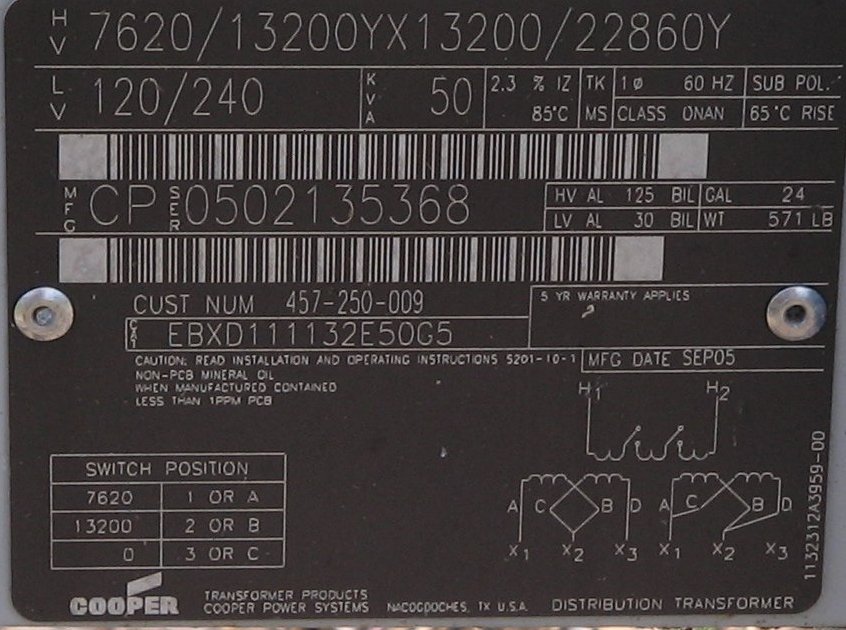 HV 7620/13200YX13200/22860Y
LV 120/240 KVA 50 2.3 % IZ 85°C TK MS 1ø 60 HZ SUB POL.
CLASS ONAN 65°C RISE
MFG CP SER 0502135368 HV AL 125 BIL GAL 24
LV AL 30 BIL WT 571 LB
CUST NUM 457-250-009 5 YR WARRANTY APPLIES
CAT EBXD111132E50G5
CAUTION: READ INSTALLATION AND OPERATING INSTRUCTIONS S201-10-1 MFG DATE SEP05
NON-PCB MINERAL OIL
WHEN MANUFACTURED CONTAINED
LESS THAN 1PPM PCB
H1 H2
SWITCH POSITION
7620 1 OR A
13200 2 OR B
0 3 OR C
A C B D A C B D
X1 X2 X3 X1 X2 X3
1132312A3959-00
COOPER TRANSFORMER PRODUCTS
COOPER POWER SYSTEMS NACOGDOCHES, TX U.S.A. DISTRIBUTION TRANSFORMER